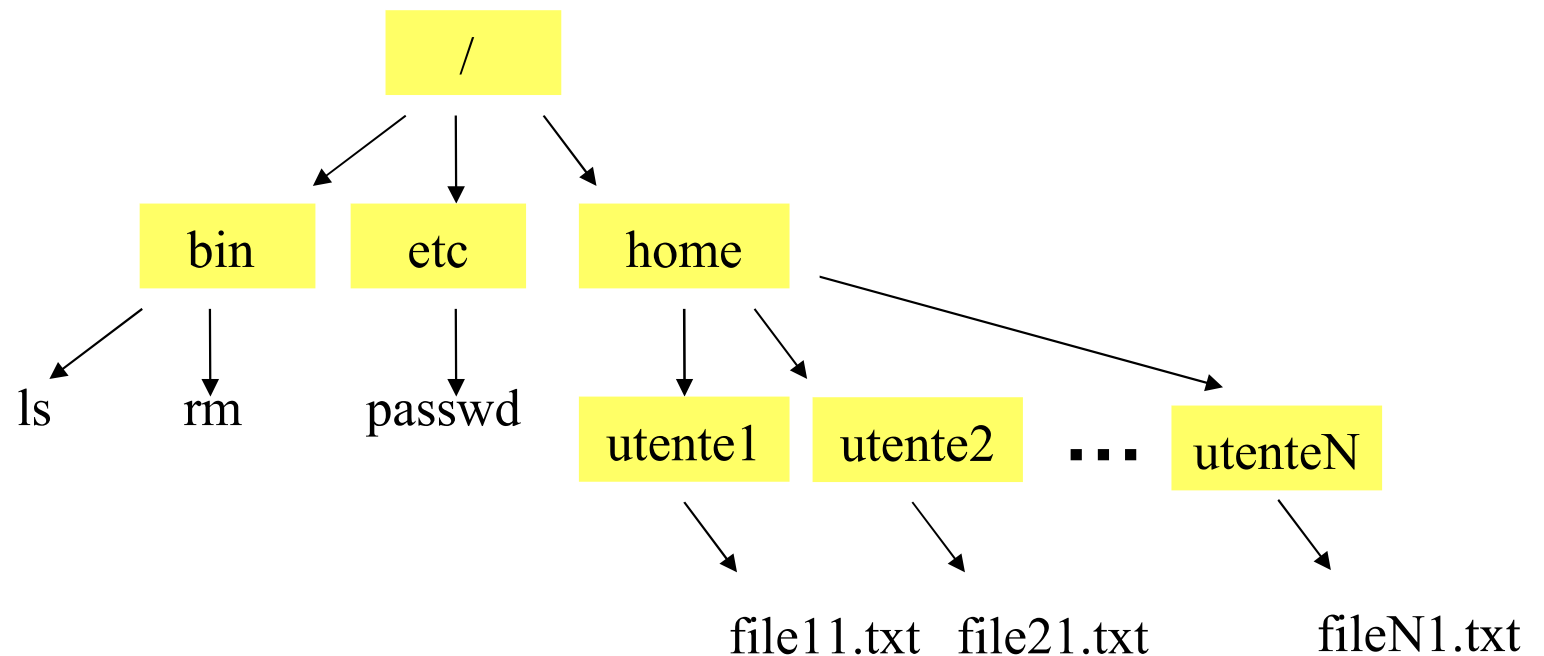 /
bin etc home
ls rm passwd
utente1 utente2 ... utenteN
file11.txt file21.txt fileN1.txt